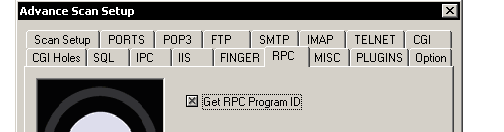 Advance Scan Setup
Scan Setup PORTS POP3 FTP SMTP IMAP TELNET CGI
CGI Holes SQL IPC IIS FINGER RPC MISC PLUGINS Option
Get RPC Program ID